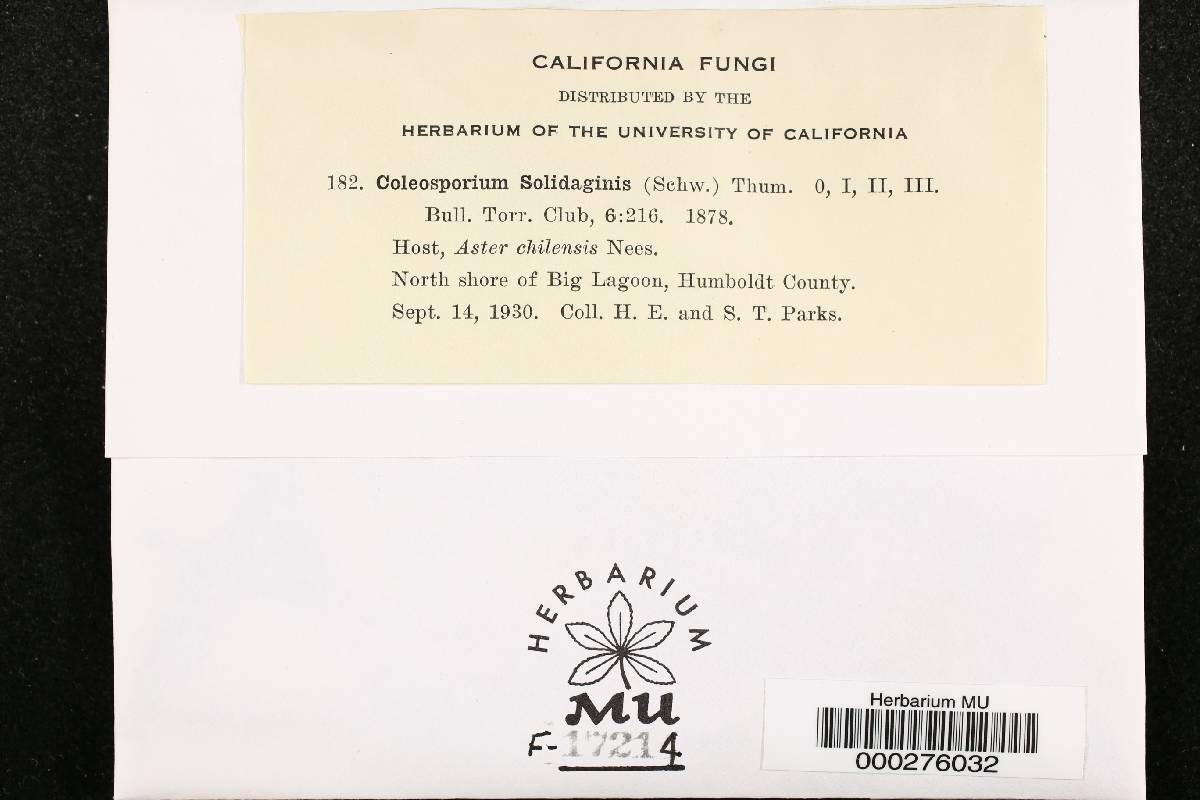 CALIFORNIA FUNGI
DISTRIBUTED BY THE
HERBARIUM OF THE UNIVERSITY OF CALIFORNIA
182. Coleosporium Solidaginis (Schw.) Thum. 0, I, II, III.
Bull. Torr. Club, 6:216. 1878.
Host, Aster chilensis Nees.
North shore of Big Lagoon, Humboldt County.
Sept. 14, 1930. Coll. H. E. and S. T. Parks.
HERBARIUM
MU
F-17214
Herbarium MU
000276032